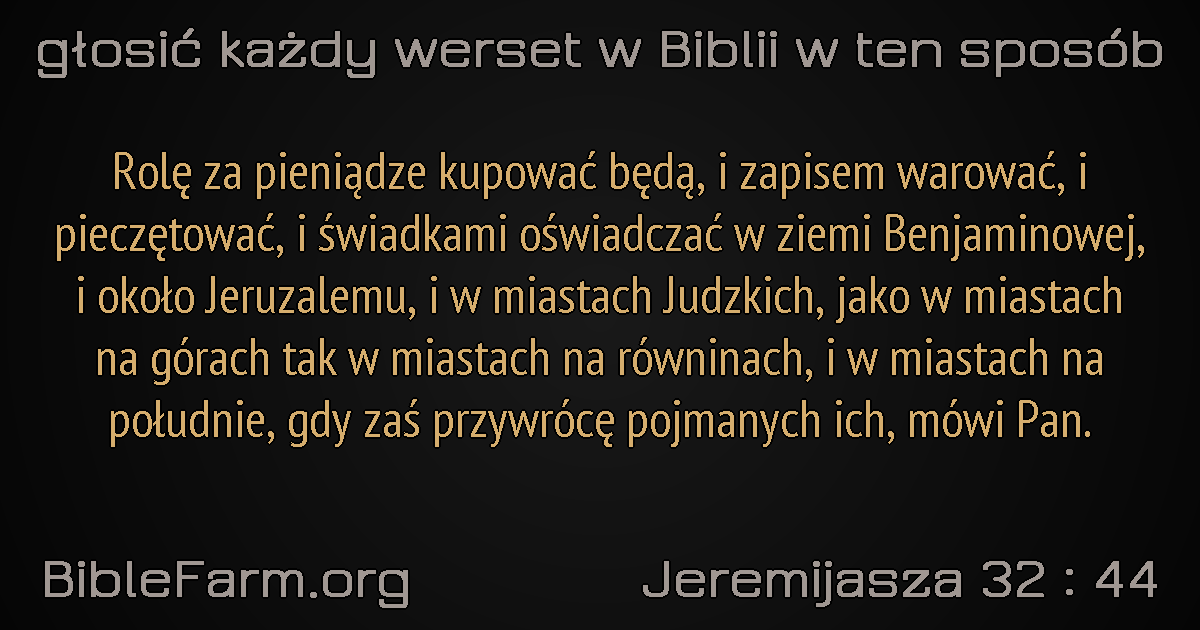 głosić każdy werset w Biblii w ten sposób
Rolę za pieniądze kupować będą, i zapisem warować, i
pieczętować, i świadkami oświadczać w ziemi Benjaminowej,
i około Jeruzalemu, i w miastach Judzkich, jako w miastach
na górach tak w miastach na równinach, i w miastach na
południe, gdy zaś przywrócę pojmanych ich, mówi Pan.
BibleFarm.org
Jeremijasza 32 : 44